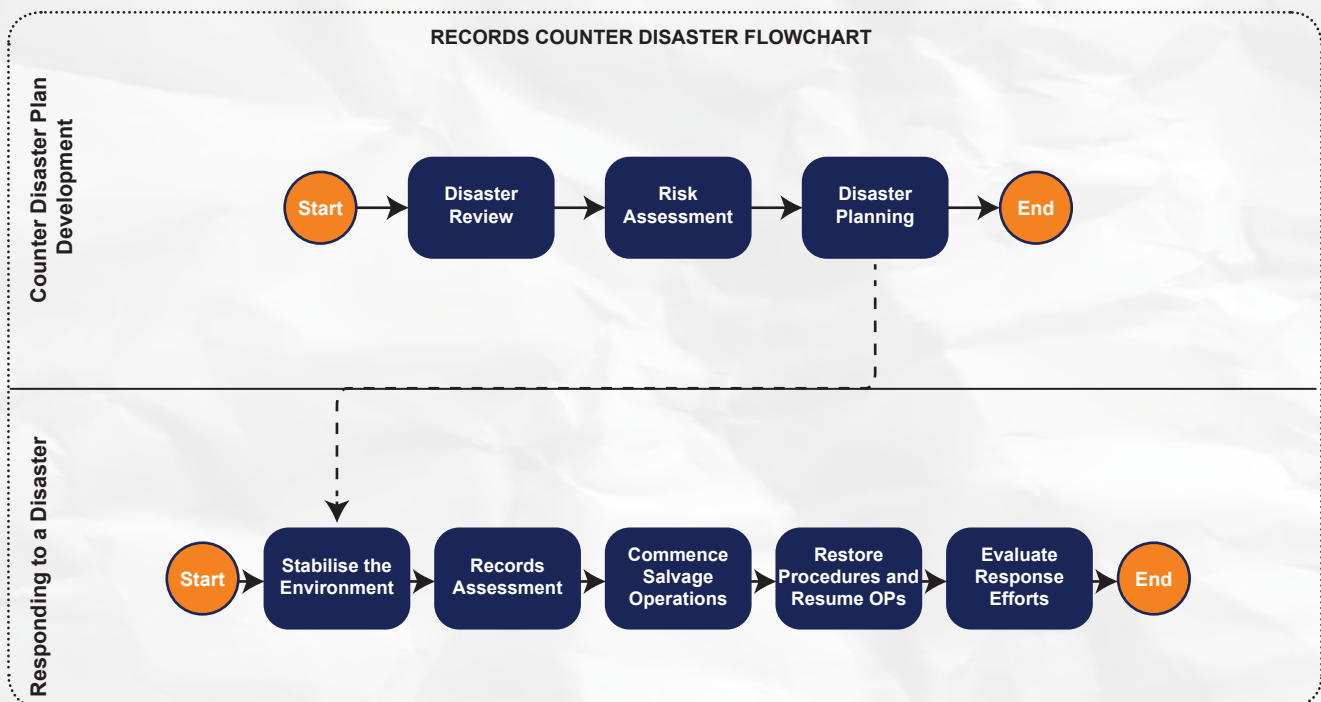 RECORDS COUNTER DISASTER FLOWCHART
Counter Disaster Plan
Development
Start
Disaster
Review
Risk
Assessment
Disaster
Planning
End
Responding to a Disaster
Start
Stabilise the
Environment
Records
Assessment
Commence
Salvage
Operations
Restore
Procedures and
Resume OPs
Evaluate
Response
Efforts
End